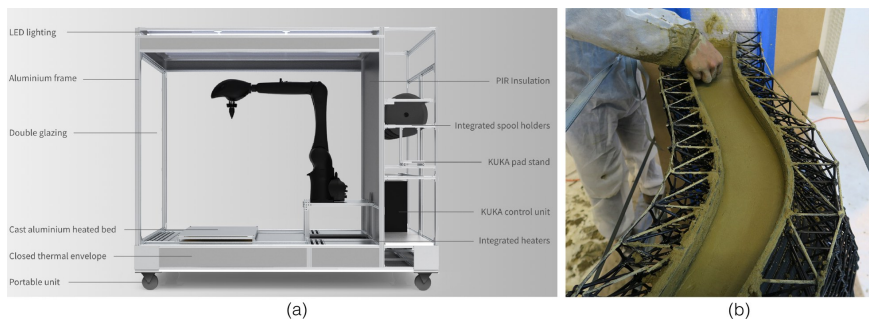 LED lighting
Aluminium frame
Double glazing
Cast aluminium heated bed
Closed thermal envelope
Portable unit
PIR Insulation
Integrated spool holders
KUKA pad stand
KUKA control unit
Integrated heaters
(a)
(b)